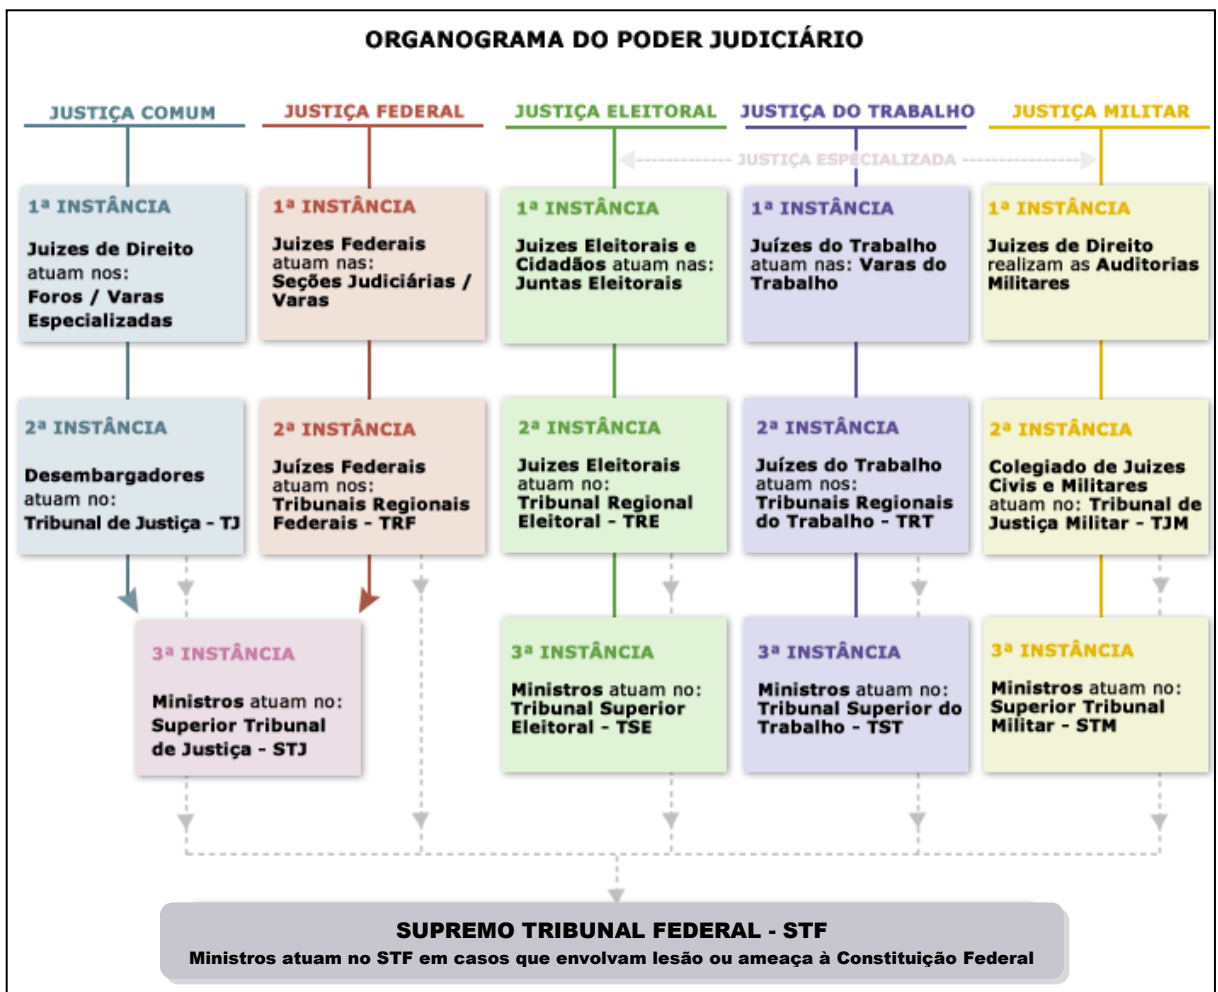 ORGANOGRAMA DO PODER JUDICIÁRIO
JUSTIÇA COMUM
JUSTIÇA FEDERAL
JUSTIÇA ELEITORAL
JUSTIÇA DO TRABALHO
JUSTIÇA MILITAR
JUSTIÇA ESPECIALIZADA
1ª INSTÂNCIA
Juizes de Direito
atuam nos:
Foros / Varas
Especializadas
1ª INSTÂNCIA
Juizes Federais
atuam nas:
Seções Judiciárias /
Varas
1ª INSTÂNCIA
Juizes Eleitorais e
Cidadãos atuam nas:
Juntas Eleitorais
1ª INSTÂNCIA
Juízes do Trabalho
atuam nas: Varas do
Trabalho
1ª INSTÂNCIA
Juizes de Direito
realizam as Auditorias
Militares
2ª INSTÂNCIA
Desembargadores
atuam no:
Tribunal de Justiça - TJ
2ª INSTÂNCIA
Juízes Federais
atuam nos:
Tribunais Regionais
Federais - TRF
2ª INSTÂNCIA
Juizes Eleitorais
atuam no:
Tribunal Regional
Eleitoral - TRE
2ª INSTÂNCIA
Juízes do Trabalho
atuam nos:
Tribunais Regionais
do Trabalho - TRT
2ª INSTÂNCIA
Colegiado de Juizes
Civis e Militares
atuam no: Tribunal de
Justiça Militar - TJM
3ª INSTÂNCIA
Ministros atuam no:
Superior Tribunal
de Justiça - STJ
3ª INSTÂNCIA
Ministros atuam no:
Tribunal Superior
Eleitoral - TSE
3ª INSTÂNCIA
Ministros atuam no:
Tribunal Superior do
Trabalho - TST
3ª INSTÂNCIA
Ministros atuam no:
Superior Tribunal
Militar - STM
SUPREMO TRIBUNAL FEDERAL - STF
Ministros atuam no STF em casos que envolvam lesão ou ameaça à Constituição Federal